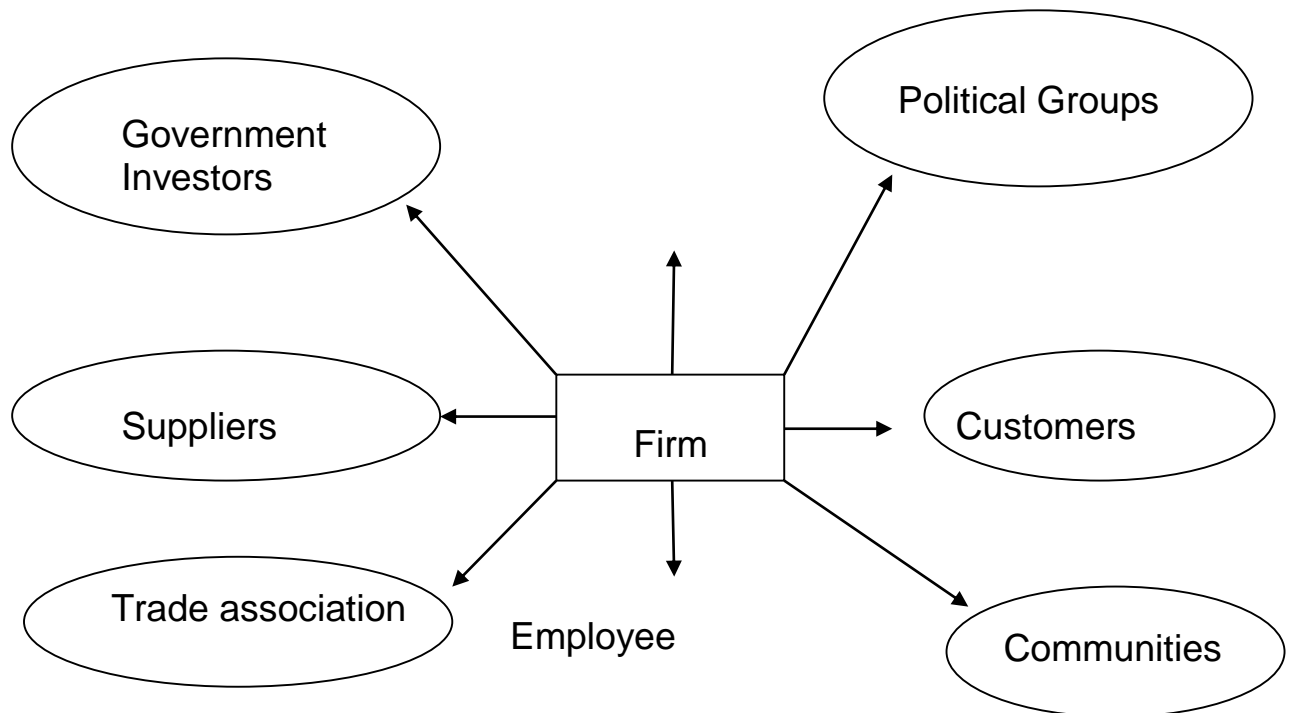 Political Groups
Government
Investors
Suppliers
Firm
Customers
Trade association
Employee
Communities